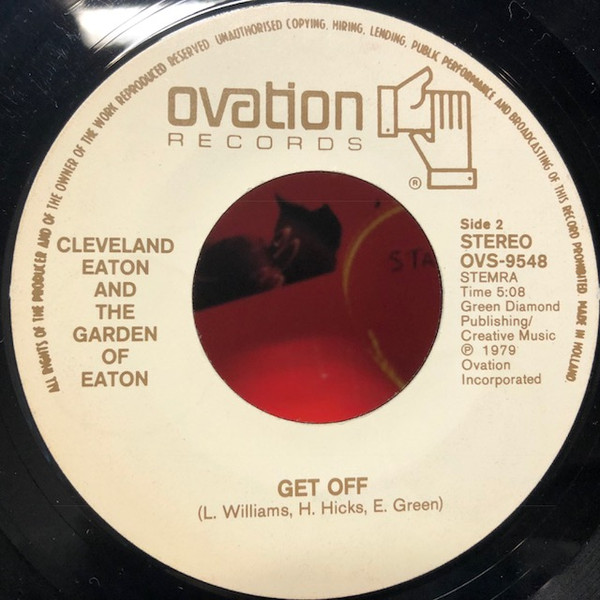 ALL RIGHTS OF THE PRODUCER AND OF THE OWNER OF THE WORK REPRODUCED RESERVED UNAUTHORISED COPYING, HIRING, LENDING, PUBLIC PERFORMANCE AND BROADCASTING OF THIS RECORD PROHIBITED MADE IN HOLLAND
ovation
RECORDS
®
CLEVELAND
EATON
AND
THE
GARDEN
OF
EATON
Side 2
STEREO
OVS-9548
STEMRA
Time 5:08
Green Diamond
Publishing/
Creative Music
℗ 1979
Ovation
Incorporated
GET OFF
(L. Williams, H. Hicks, E. Green)